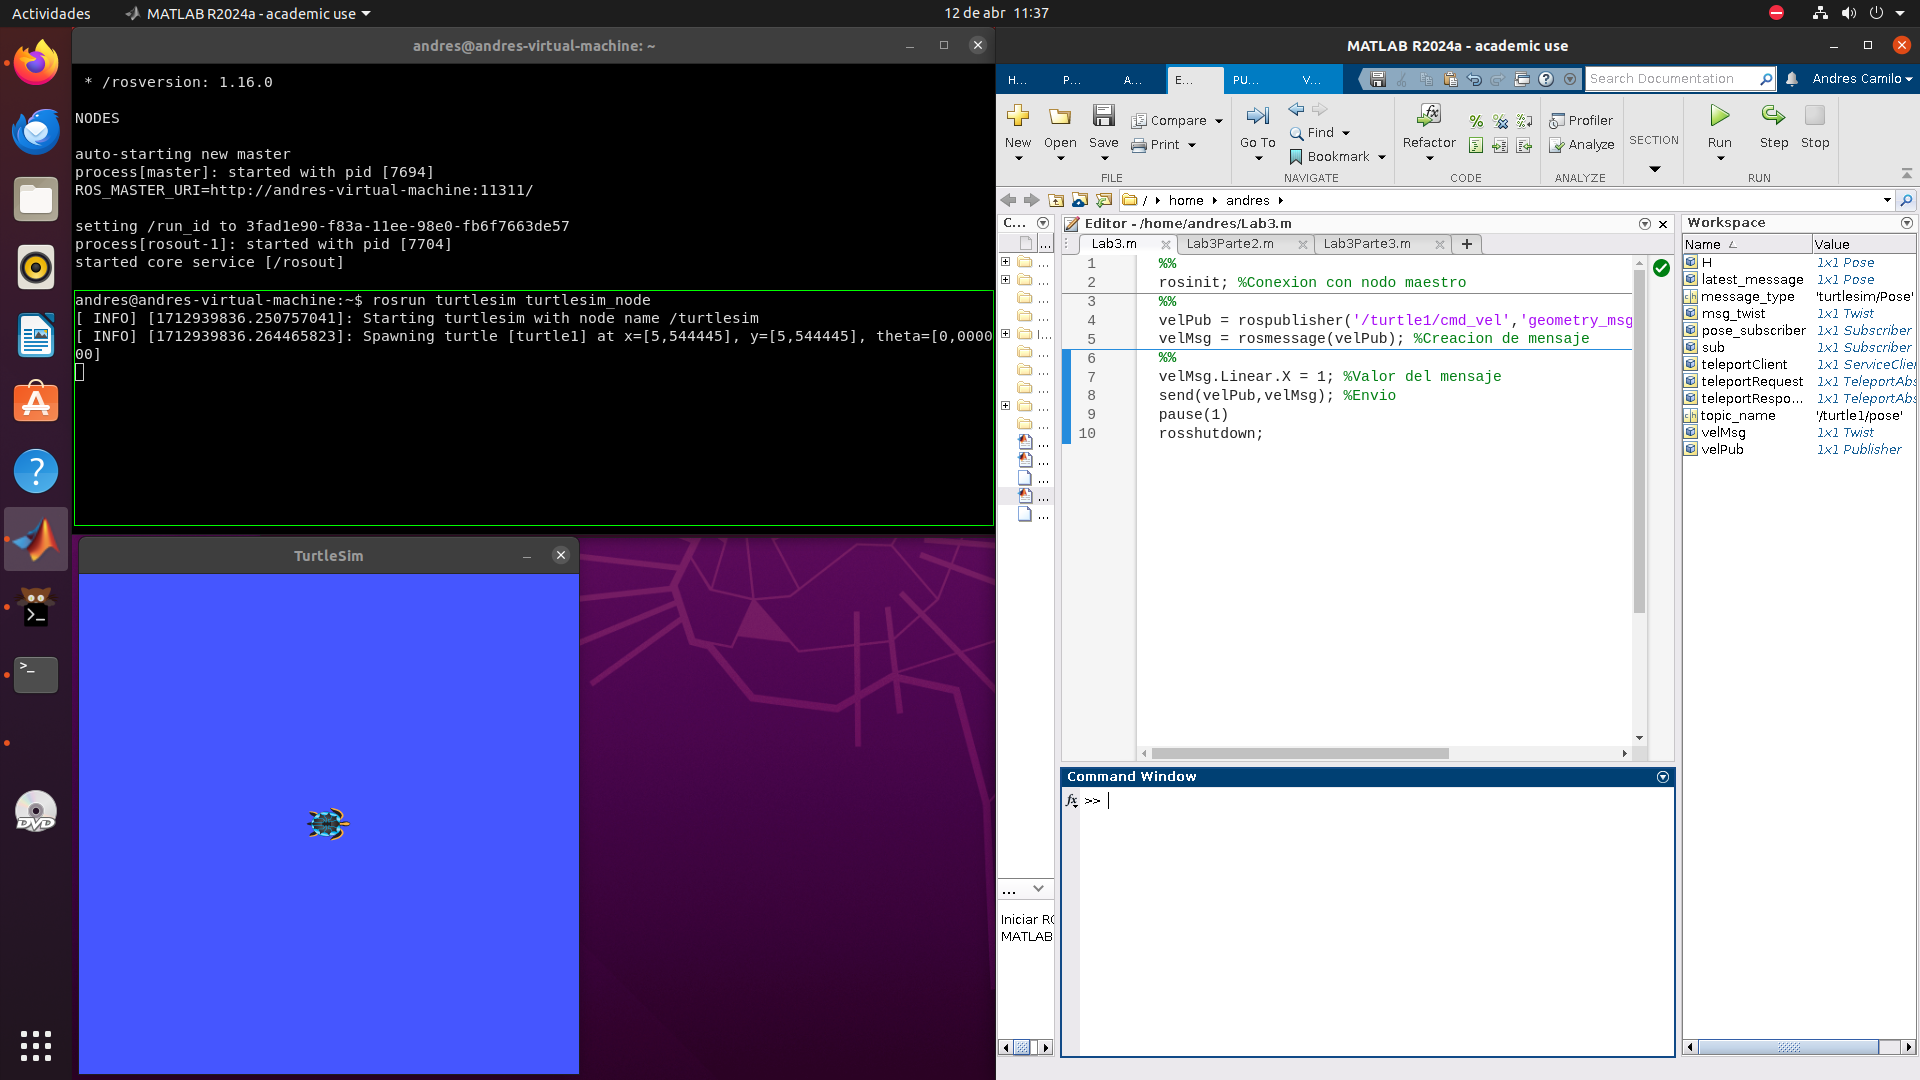 Actividades
MATLAB R2024a - academic use
12 de abr 11:37
andres@andres-virtual-machine: ~
* /rosversion: 1.16.0
NODES
auto-starting new master
process[master]: started with pid [7694]
ROS_MASTER_URI=http://andres-virtual-machine:11311/
setting /run_id to 3fad1e90-f83a-11ee-98e0-fb6f7663de57
process[rosout-1]: started with pid [7704]
started core service [/rosout]
andres@andres-virtual-machine:~$ rosrun turtlesim turtlesim_node
[ INFO] [1712939836.250757041]: Starting turtlesim with node name /turtlesim
[ INFO] [1712939836.264465823]: Spawning turtle [turtle1] at x=[5,544445], y=[5,544445], theta=[0,0000
00]
TurtleSim
DVD
MATLAB R2024a - academic use
H... P... A... E... PU... V...
Search Documentation
Andres Camilo
New Open Save Compare Print
FILE
Go To Find Bookmark
NAVIGATE
Refactor
CODE
Profiler
Analyze
ANALYZE
SECTION
Run Step Stop
RUN
/ home andres
C...
Editor - /home/andres/Lab3.m
Lab3.m Lab3Parte2.m Lab3Parte3.m +
1 %%
2 rosinit; %Conexion con nodo maestro
3 %%
4 velPub = rospublisher('/turtle1/cmd_vel','geometry_msg
5 velMsg = rosmessage(velPub); %Creacion de mensaje
6 %%
7 velMsg.Linear.X = 1; %Valor del mensaje
8 send(velPub,velMsg); %Envio
9 pause(1)
10 rosshutdown;
Iniciar RO
MATLAB
Command Window
fx >>
Workspace
Name Value
H 1x1 Pose
latest_message 1x1 Pose
message_type 'turtlesim/Pose'
msg_twist 1x1 Twist
pose_subscriber 1x1 Subscriber
sub 1x1 Subscriber
teleportClient 1x1 ServiceClie
teleportRequest 1x1 TeleportAbs
teleportRespo... 1x1 TeleportAbs
topic_name '/turtle1/pose'
velMsg 1x1 Twist
velPub 1x1 Publisher